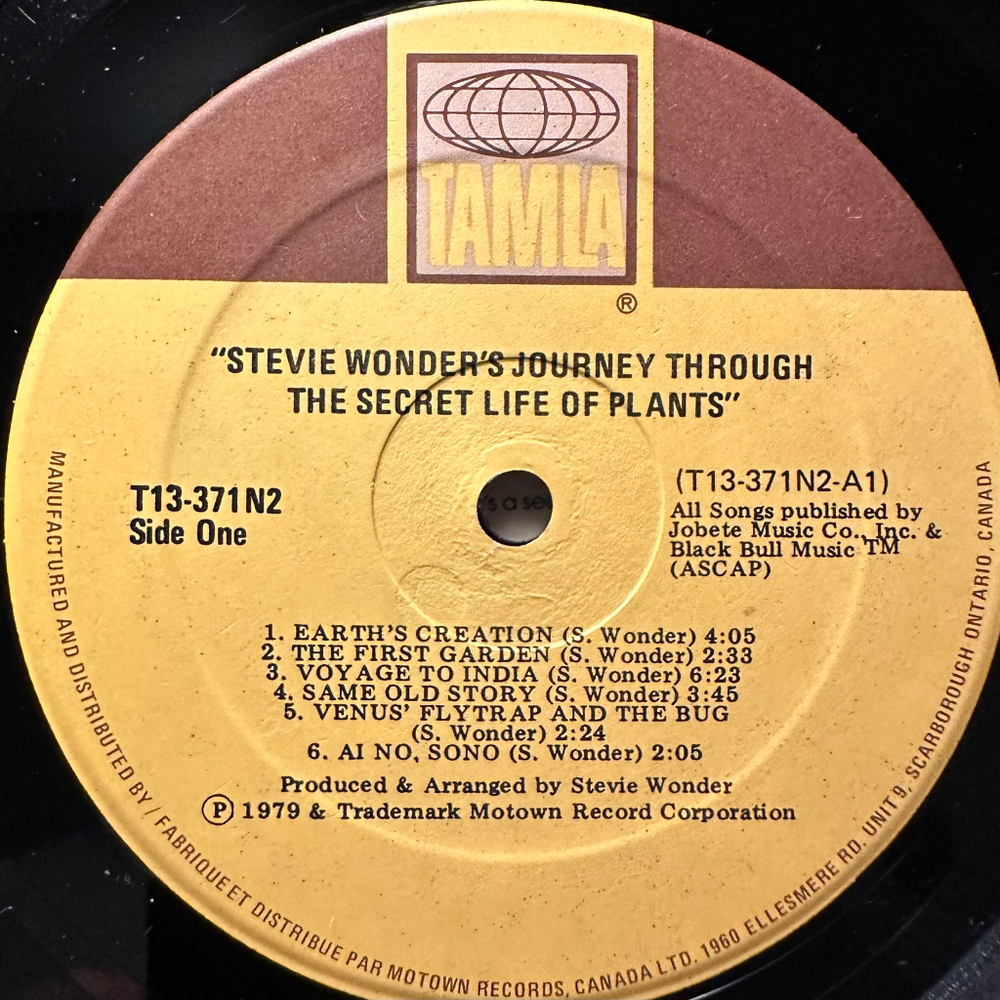 TAMLA
®
"STEVIE WONDER'S JOURNEY THROUGH
THE SECRET LIFE OF PLANTS"
T13-371N2
Side One
(T13-371N2-A1)
All Songs published by
Jobete Music Co., Inc. &
Black Bull Music TM
(ASCAP)
1. EARTH'S CREATION (S. Wonder) 4:05
2. THE FIRST GARDEN (S. Wonder) 2:33
3. VOYAGE TO INDIA (S. Wonder) 6:23
4. SAME OLD STORY (S. Wonder) 3:45
5. VENUS' FLYTRAP AND THE BUG
(S. Wonder) 2:24
6. AI NO, SONO (S. Wonder) 2:05
Produced & Arranged by Stevie Wonder
Ⓟ 1979 & Trademark Motown Record Corporation
MANUFACTURED AND DISTRIBUTED BY / FABRIQUE ET DISTRIBUE PAR MOTOWN RECORDS, CANADA LTD. 1960 ELLESMERE RD. UNIT 9, SCARBOROUGH ONTARIO, CANADA